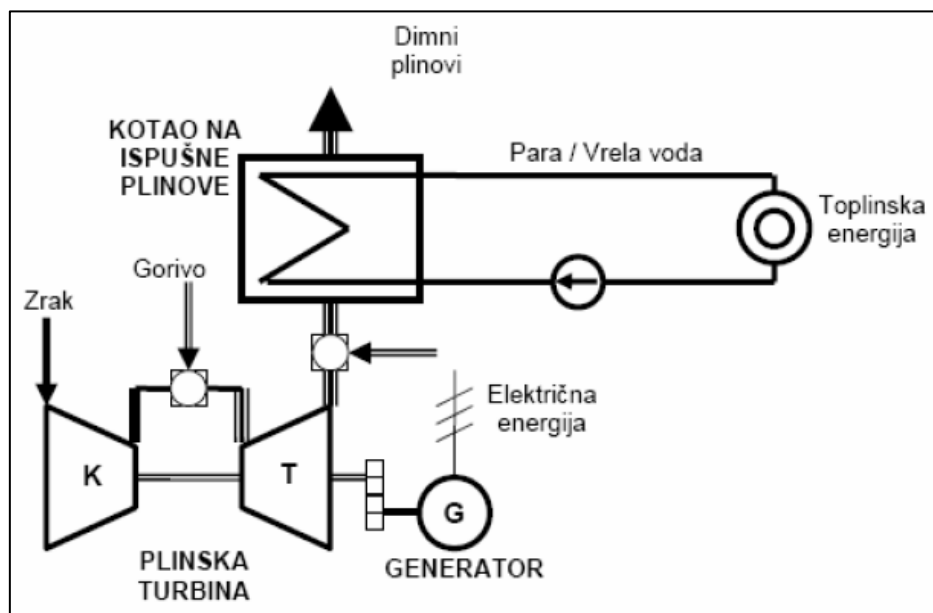 Dimni
plinovi
KOTAO NA
ISPUŠNE
PLINOVE
Para / Vrela voda
Toplinska
energija
Gorivo
Zrak
Električna
energija
K
T
G
PLINSKA
TURBINA
GENERATOR